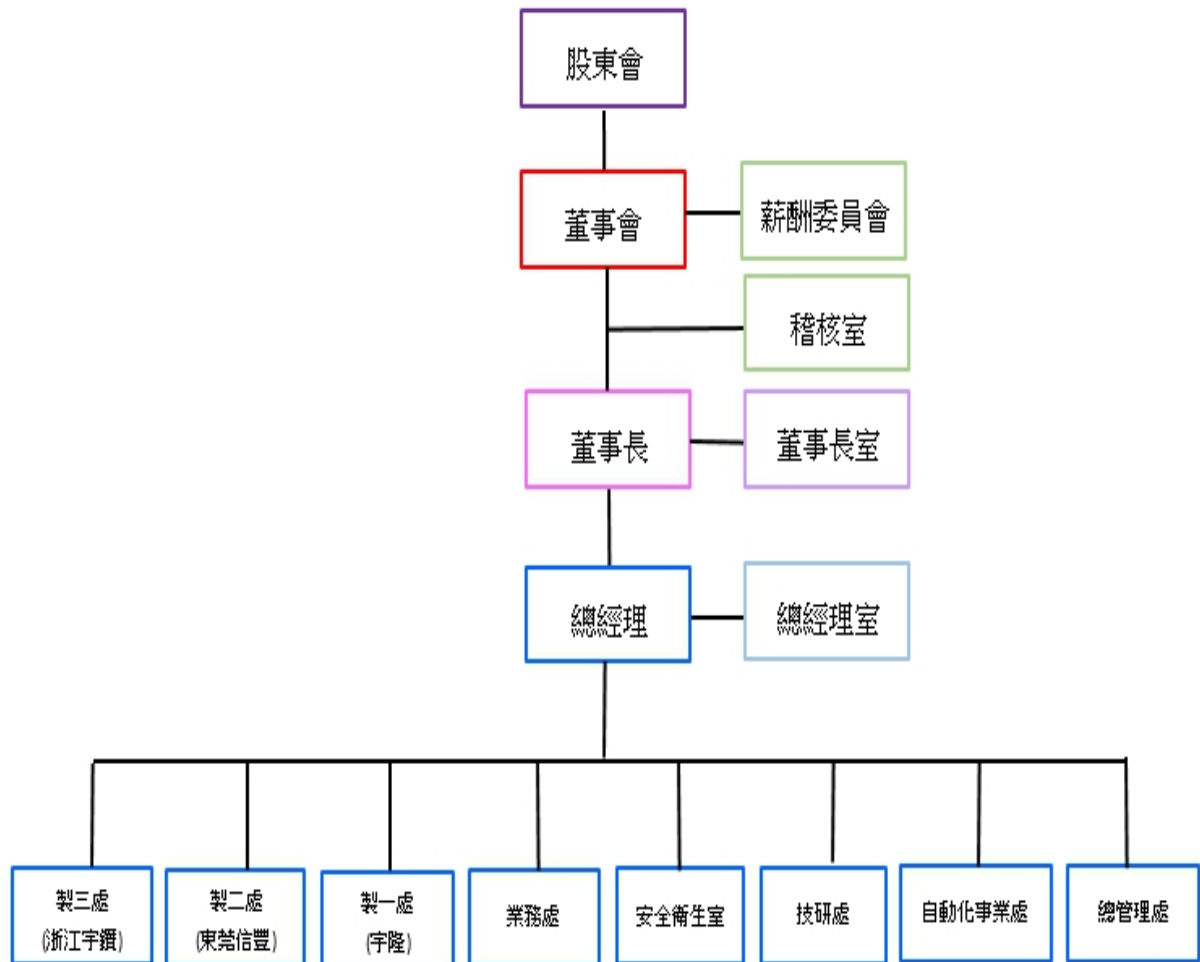 股東會
董事會
薪酬委員會
稽核室
董事長
董事長室
總經理
總經理室
製三處
(浙江宇鑽)
製二處
(東莞信豐)
製一處
(宇隆)
業務處
安全衛生室
技研處
自動化事業處
總管理處